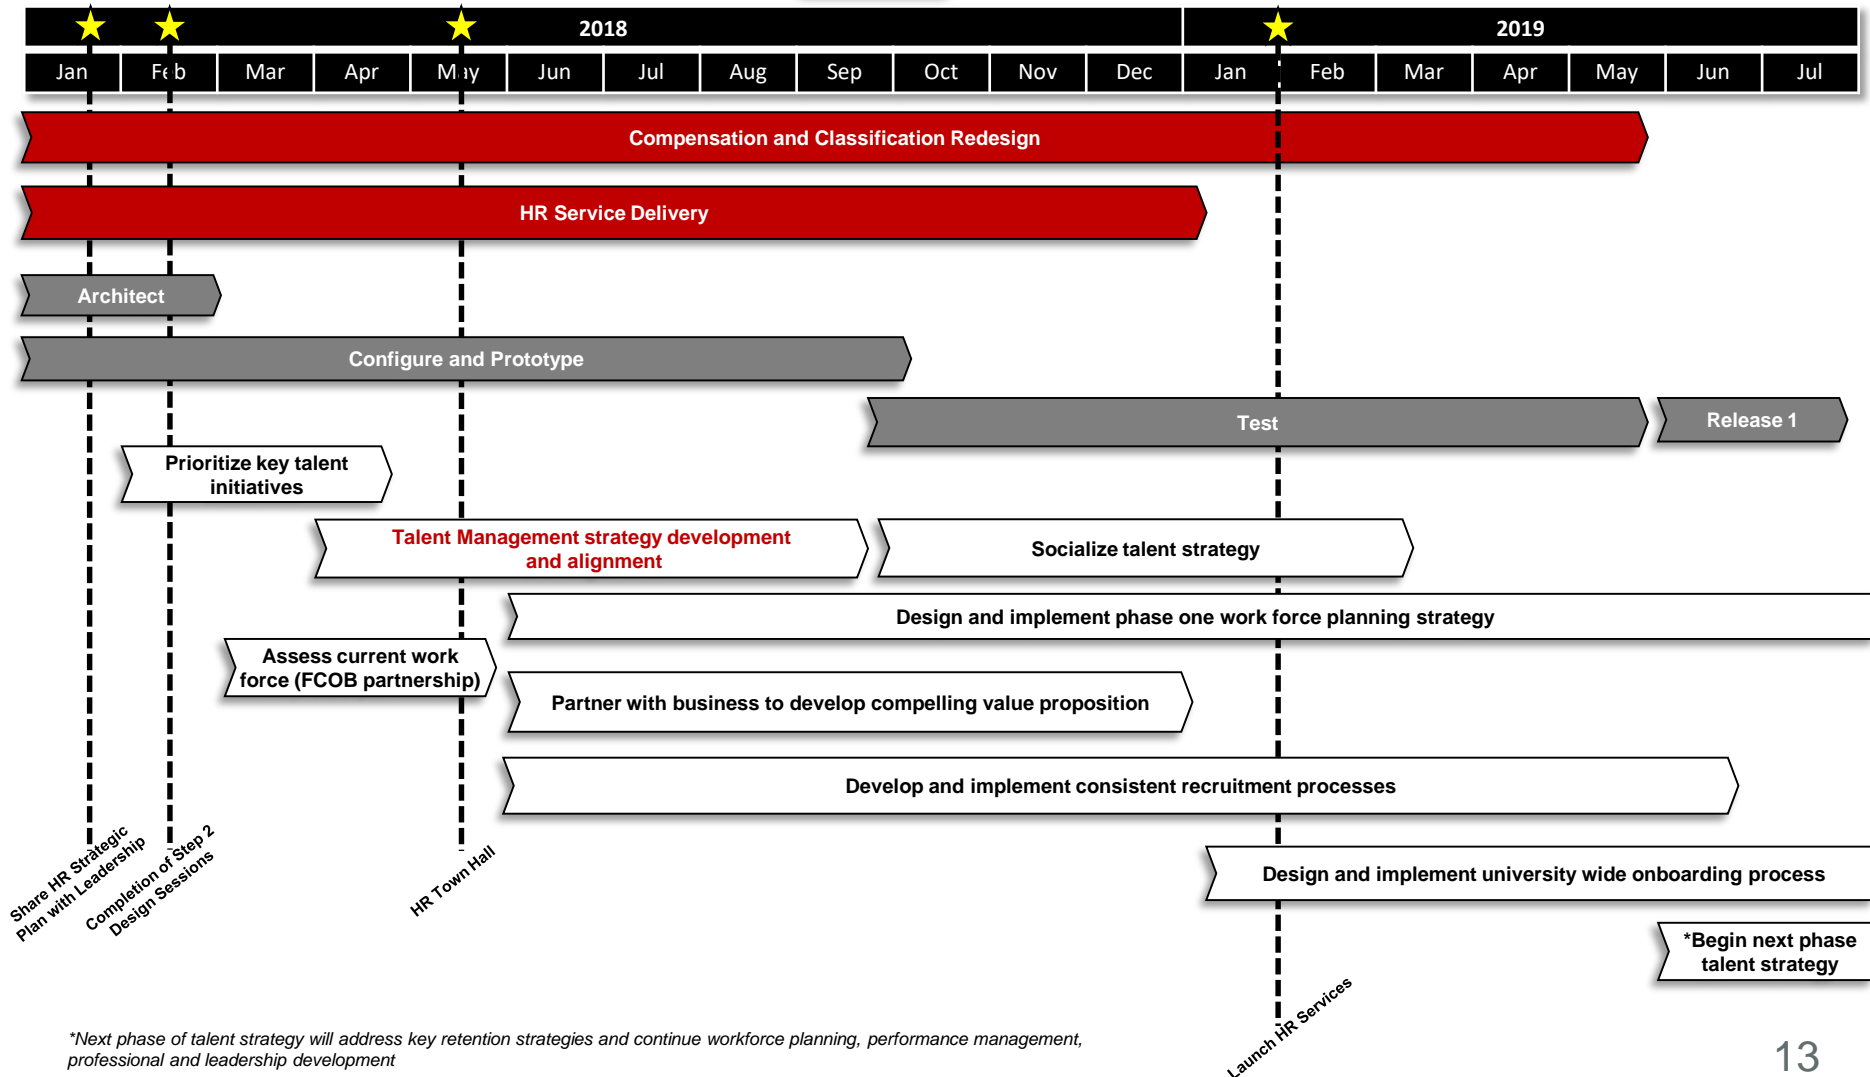 2018
2019
Jan
Feb
Mar
Apr
May
Jun
Jul
Aug
Sep
Oct
Nov
Dec
Jan
Feb
Mar
Apr
May
Jun
Jul
Compensation and Classification Redesign
HR Service Delivery
Architect
Configure and Prototype
Test
Release 1
Prioritize key talent
initiatives
Talent Management strategy development
and alignment
Socialize talent strategy
Design and implement phase one work force planning strategy
Assess current work
force (FCOB partnership)
Partner with business to develop compelling value proposition
Develop and implement consistent recruitment processes
Design and implement university wide onboarding process
*Begin next phase
talent strategy
Share HR Strategic
Plan with Leadership
Completion of Step 2
Design Sessions
HR Town Hall
Launch HR Services
*Next phase of talent strategy will address key retention strategies and continue workforce planning, performance management,
professional and leadership development
13